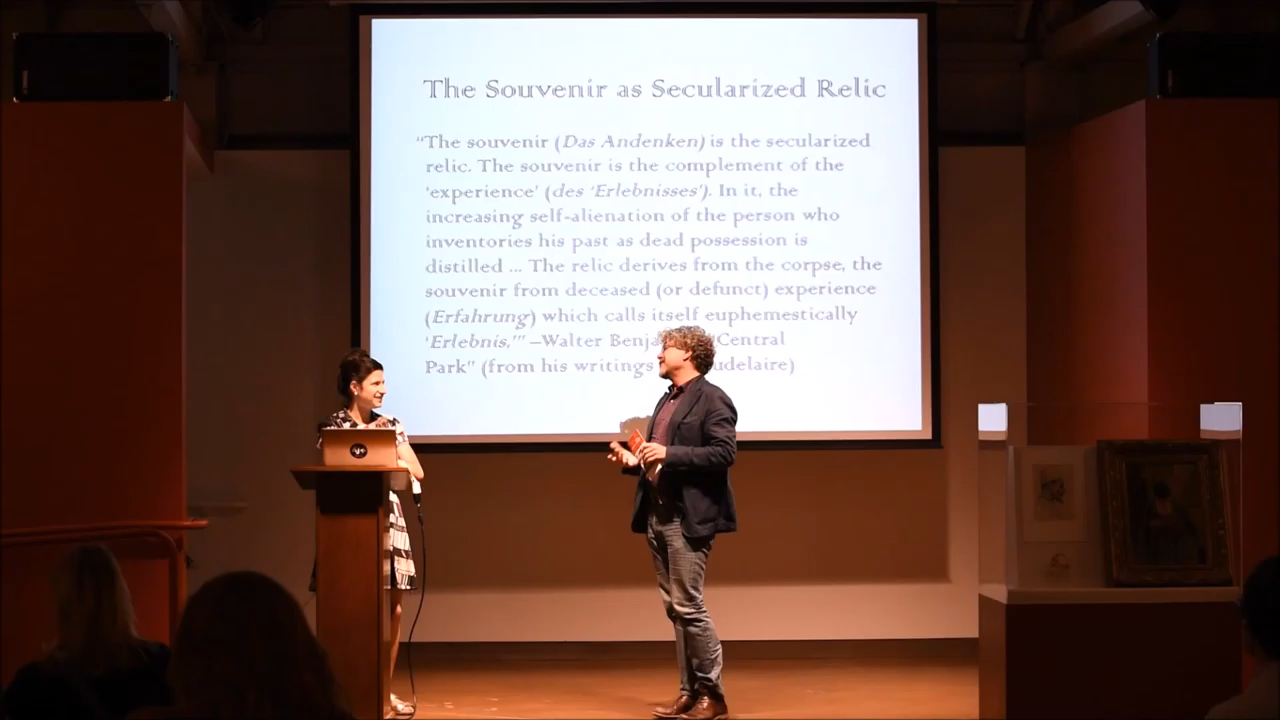 The Souvenir as Secularized Relic
“The souvenir (Das Andenken) is the secularized
relic. The souvenir is the complement of the
‘experience’ (des ‘Erlebnisses’). In it, the
increasing self-alienation of the person who
inventories his past as dead possession is
distilled ... The relic derives from the corpse, the
souvenir from deceased (or defunct) experience
(Erfahrung) which calls itself euphemestically
‘Erlebnis,’” –Walter “Central
Park” (from his writings